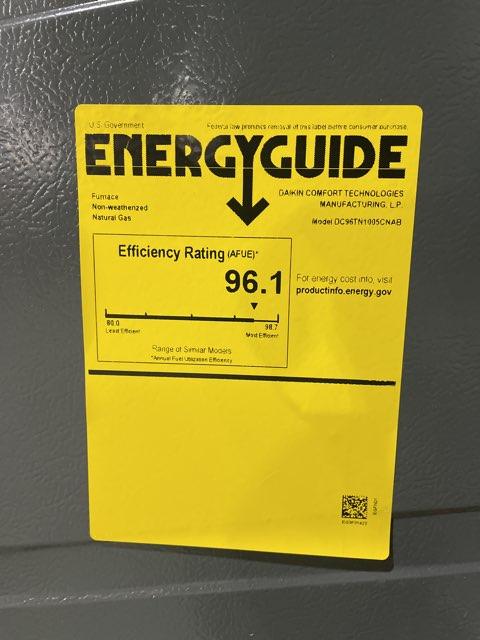 U.S. Government
Federal law prohibits removal of this label before consumer purchase.
ENERGYGUIDE
Furnace
Non-weatherized
Natural Gas
DAIKIN COMFORT TECHNOLOGIES
MANUFACTURING, L.P.
Model DC96TN1005CNAB
Efficiency Rating (AFUE)*
96.1
For energy cost info, visit
productinfo.energy.gov
80.0
98.7
Least Efficient
Most Efficient
Range of Similar Models
*Annual Fuel Utilization Efficiency